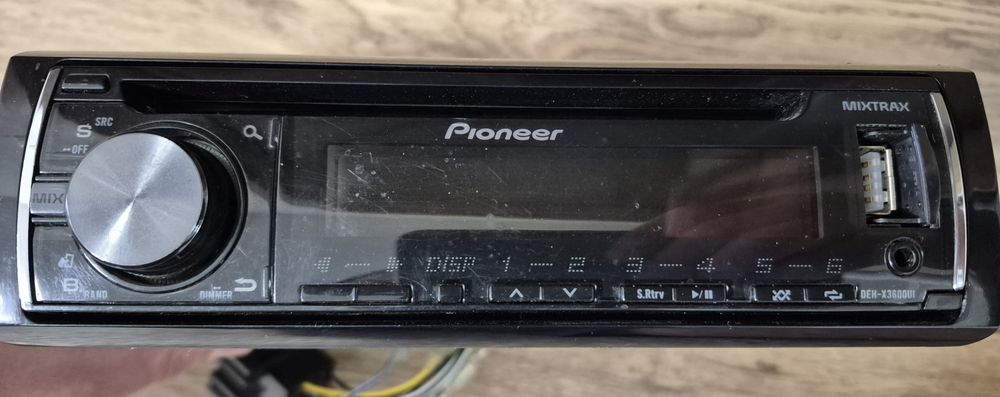 MIXTRAX
Pioneer
SRC
S
OFF
MIX
DISP 1 2 3 4 5 6
B
BAND
DIMMER
S.Rtrv
DEH-X3600UI